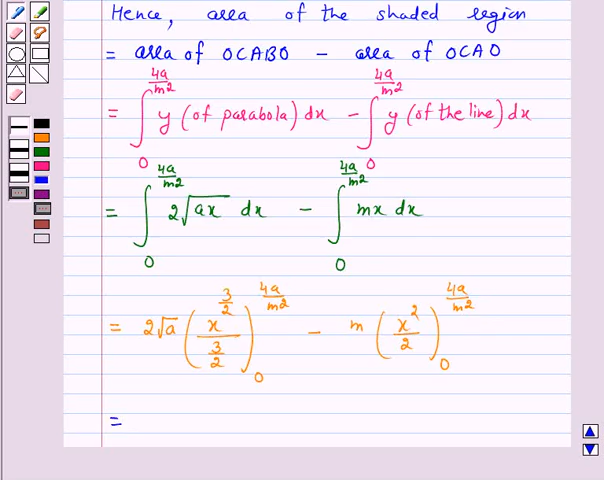 Hence, area of the shaded region
= area of OCABO - area of OCAO
= ∫₀^(4a/m²) y (of parabola) dx - ∫₀^(4a/m²) y (of the line) dx
= ∫₀^(4a/m²) 2√(ax) dx - ∫₀^(4a/m²) mx dx
= 2√a (x^(3/2) / (3/2))₀^(4a/m²) - m (x²/2)₀^(4a/m²)
=